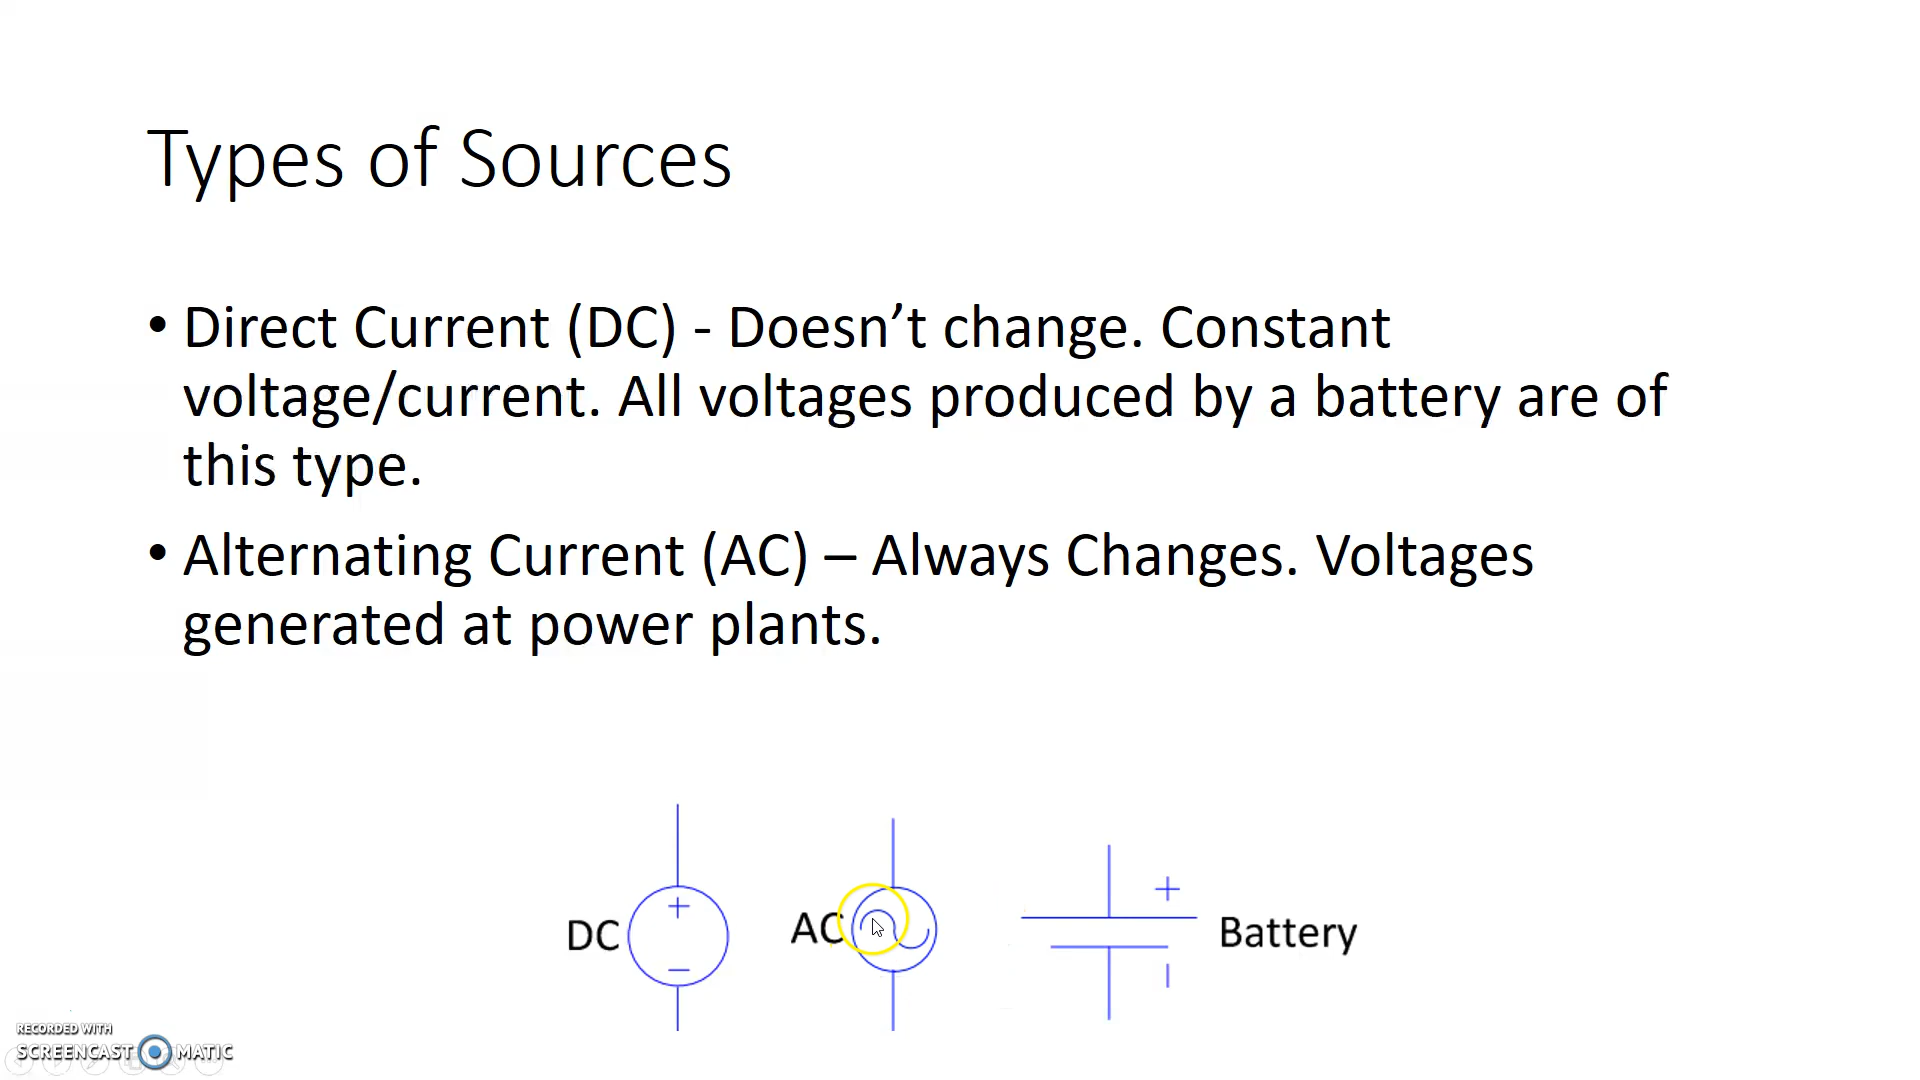 Types of Sources
• Direct Current (DC) - Doesn’t change. Constant
voltage/current. All voltages produced by a battery are of
this type.
• Alternating Current (AC) – Always Changes. Voltages
generated at power plants.
DC
+
−
AC
+
Battery
RECORDED WITH
SCREENCAST MATIC